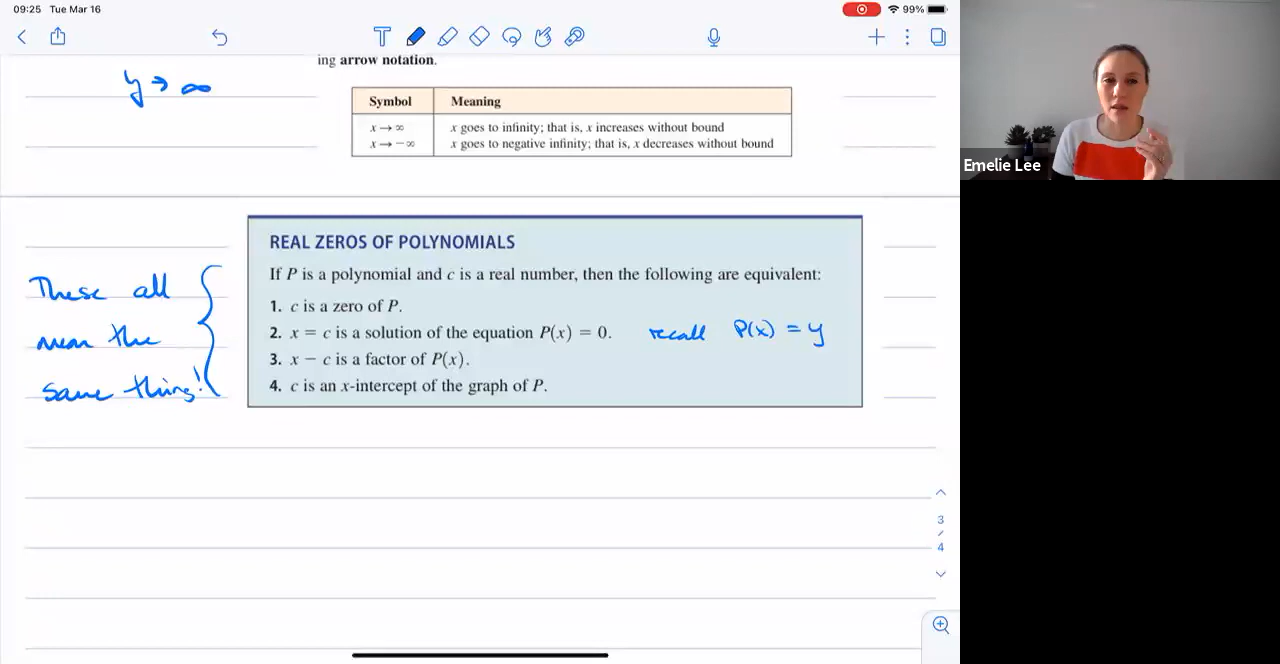 09:25 Tue Mar 16
99%
ing arrow notation.
y → ∞
Symbol Meaning
x → ∞ x goes to infinity; that is, x increases without bound
x → −∞ x goes to negative infinity; that is, x decreases without bound
Emelie Lee
REAL ZEROS OF POLYNOMIALS
If P is a polynomial and c is a real number, then the following are equivalent:
1. c is a zero of P.
2. x = c is a solution of the equation P(x) = 0. recall P(x) = y
3. x − c is a factor of P(x).
4. c is an x-intercept of the graph of P.
These all
mean the
same thing!
3
/
4